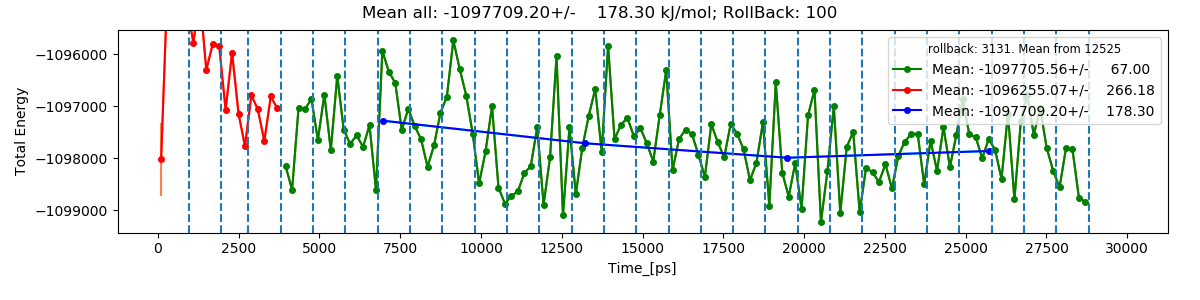 Mean all: -1097709.20+/-    178.30 kJ/mol; RollBack: 100
rollback: 3131. Mean from 12525
Mean: -1097705.56+/-    67.00
Mean: -1096255.07+/-    266.18
Mean: -1097709.20+/-    178.30
Total Energy
−1096000
−1097000
−1098000
−1099000
0 2500 5000 7500 10000 12500 15000 17500 20000 22500 25000 27500 30000
Time_[ps]